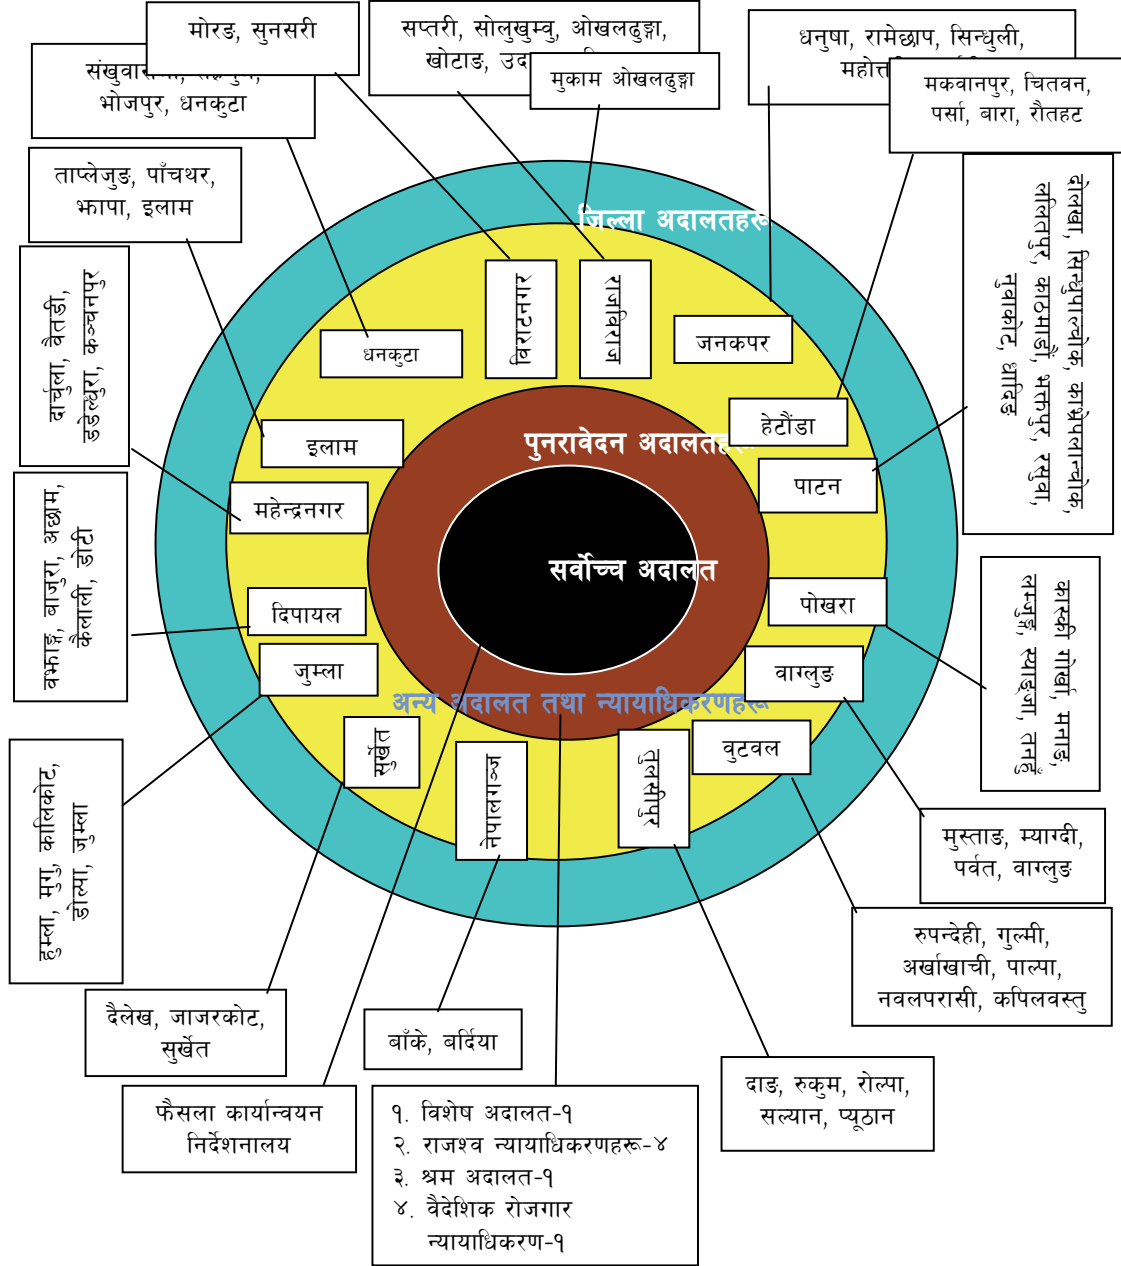 मोरङ, सुनसरी
सप्तरी, सोलुखुम्वु, ओखलढुङ्गा,
खोटाङ,
मुकाम ओखलढुङ्गा
धनुषा, रामेछाप, सिन्धुली,
मकवानपुर, चितवन,
पर्सा, बारा, रौतहट
भोजपुर, धनकुटा
ताप्लेजुङ, पाँचथर,
झापा, इलाम
दार्चुला, वैतडी,
डडेल्धुरा, कञ्चनपुर
वझाङ्ग, बाजुरा, अछाम,
कैलाली, डोटी
हुम्ला, मुगु, कालिकोट,
डोल्पा, जुम्ला
दोलखा, सिन्धुपाल्चोक, काभ्रेपलान्चोक,
ललितपुर, काठमाडौं, भक्तपुर, रसुवा,
नुवाकोट, धादिङ
कास्की गोर्खा, मनाङ,
लम्जुङ्ग, स्याङ्जा, तनहुँ
जिल्ला अदालतहरू
विराटनगर
राजविराज
जनकपर
धनकुटा
हेटौंडा
इलाम
पुनरावेदन अदालतहरू
पाटन
महेन्द्रनगर
सर्वोच्च अदालत
दिपायल
पोखरा
जुम्ला
वाग्लुङ
अन्य अदालत तथा न्यायाधिकरणहरू
सुर्खेत
नेपालगञ्ज
तुलसीपुर
वुटवल
मुस्ताङ, म्याग्दी,
पर्वत, वाग्लुङ
रुपन्देही, गुल्मी,
अर्खाखाची, पाल्पा,
नवलपरासी, कपिलवस्तु
दैलेख, जाजरकोट,
सुर्खेत
बाँके, बर्दिया
दाङ, रुकुम, रोल्पा,
सल्यान, प्यूठान
फैसला कार्यान्वयन
निर्देशनालय
१. विशेष अदालत-१
२. राजश्व न्यायाधिकरणहरू-४
३. श्रम अदालत-१
४. वैदेशिक रोजगार
न्यायाधिकरण-१